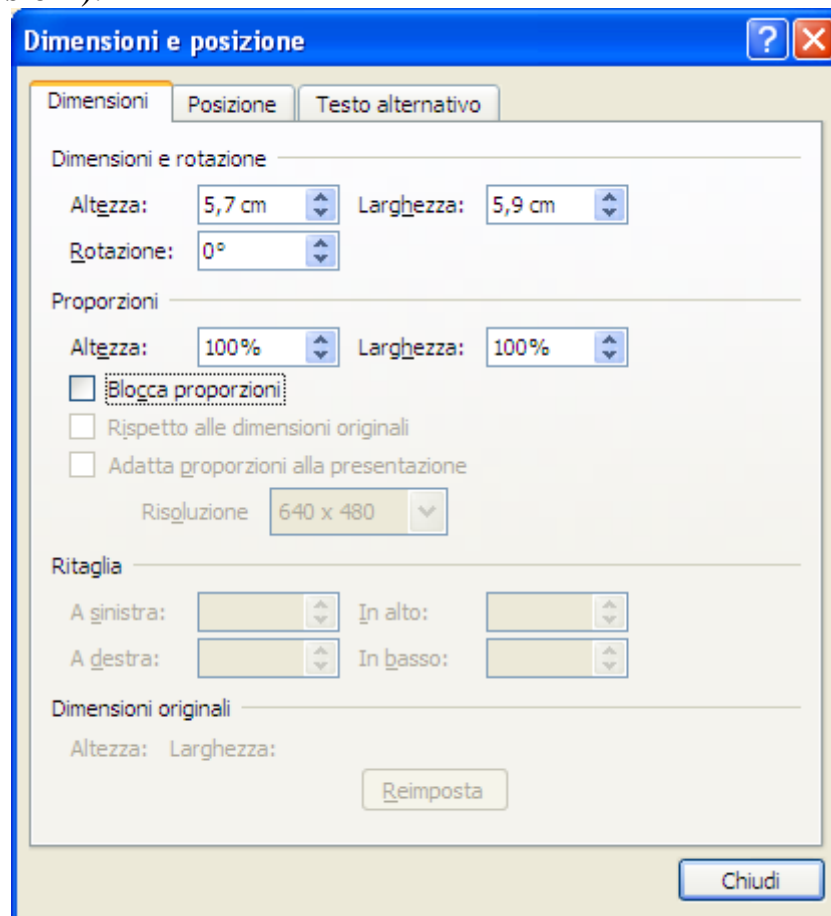 Dimensioni e posizione
Dimensioni Posizione Testo alternativo
Dimensioni e rotazione
Altezza: 5,7 cm Larghezza: 5,9 cm
Rotazione: 0°
Proporzioni
Altezza: 100% Larghezza: 100%
Blocca proporzioni
Rispetto alle dimensioni originali
Adatta proporzioni alla presentazione
Risoluzione 640 x 480
Ritaglia
A sinistra: In alto:
A destra: In basso:
Dimensioni originali
Altezza: Larghezza:
Reimposta
Chiudi